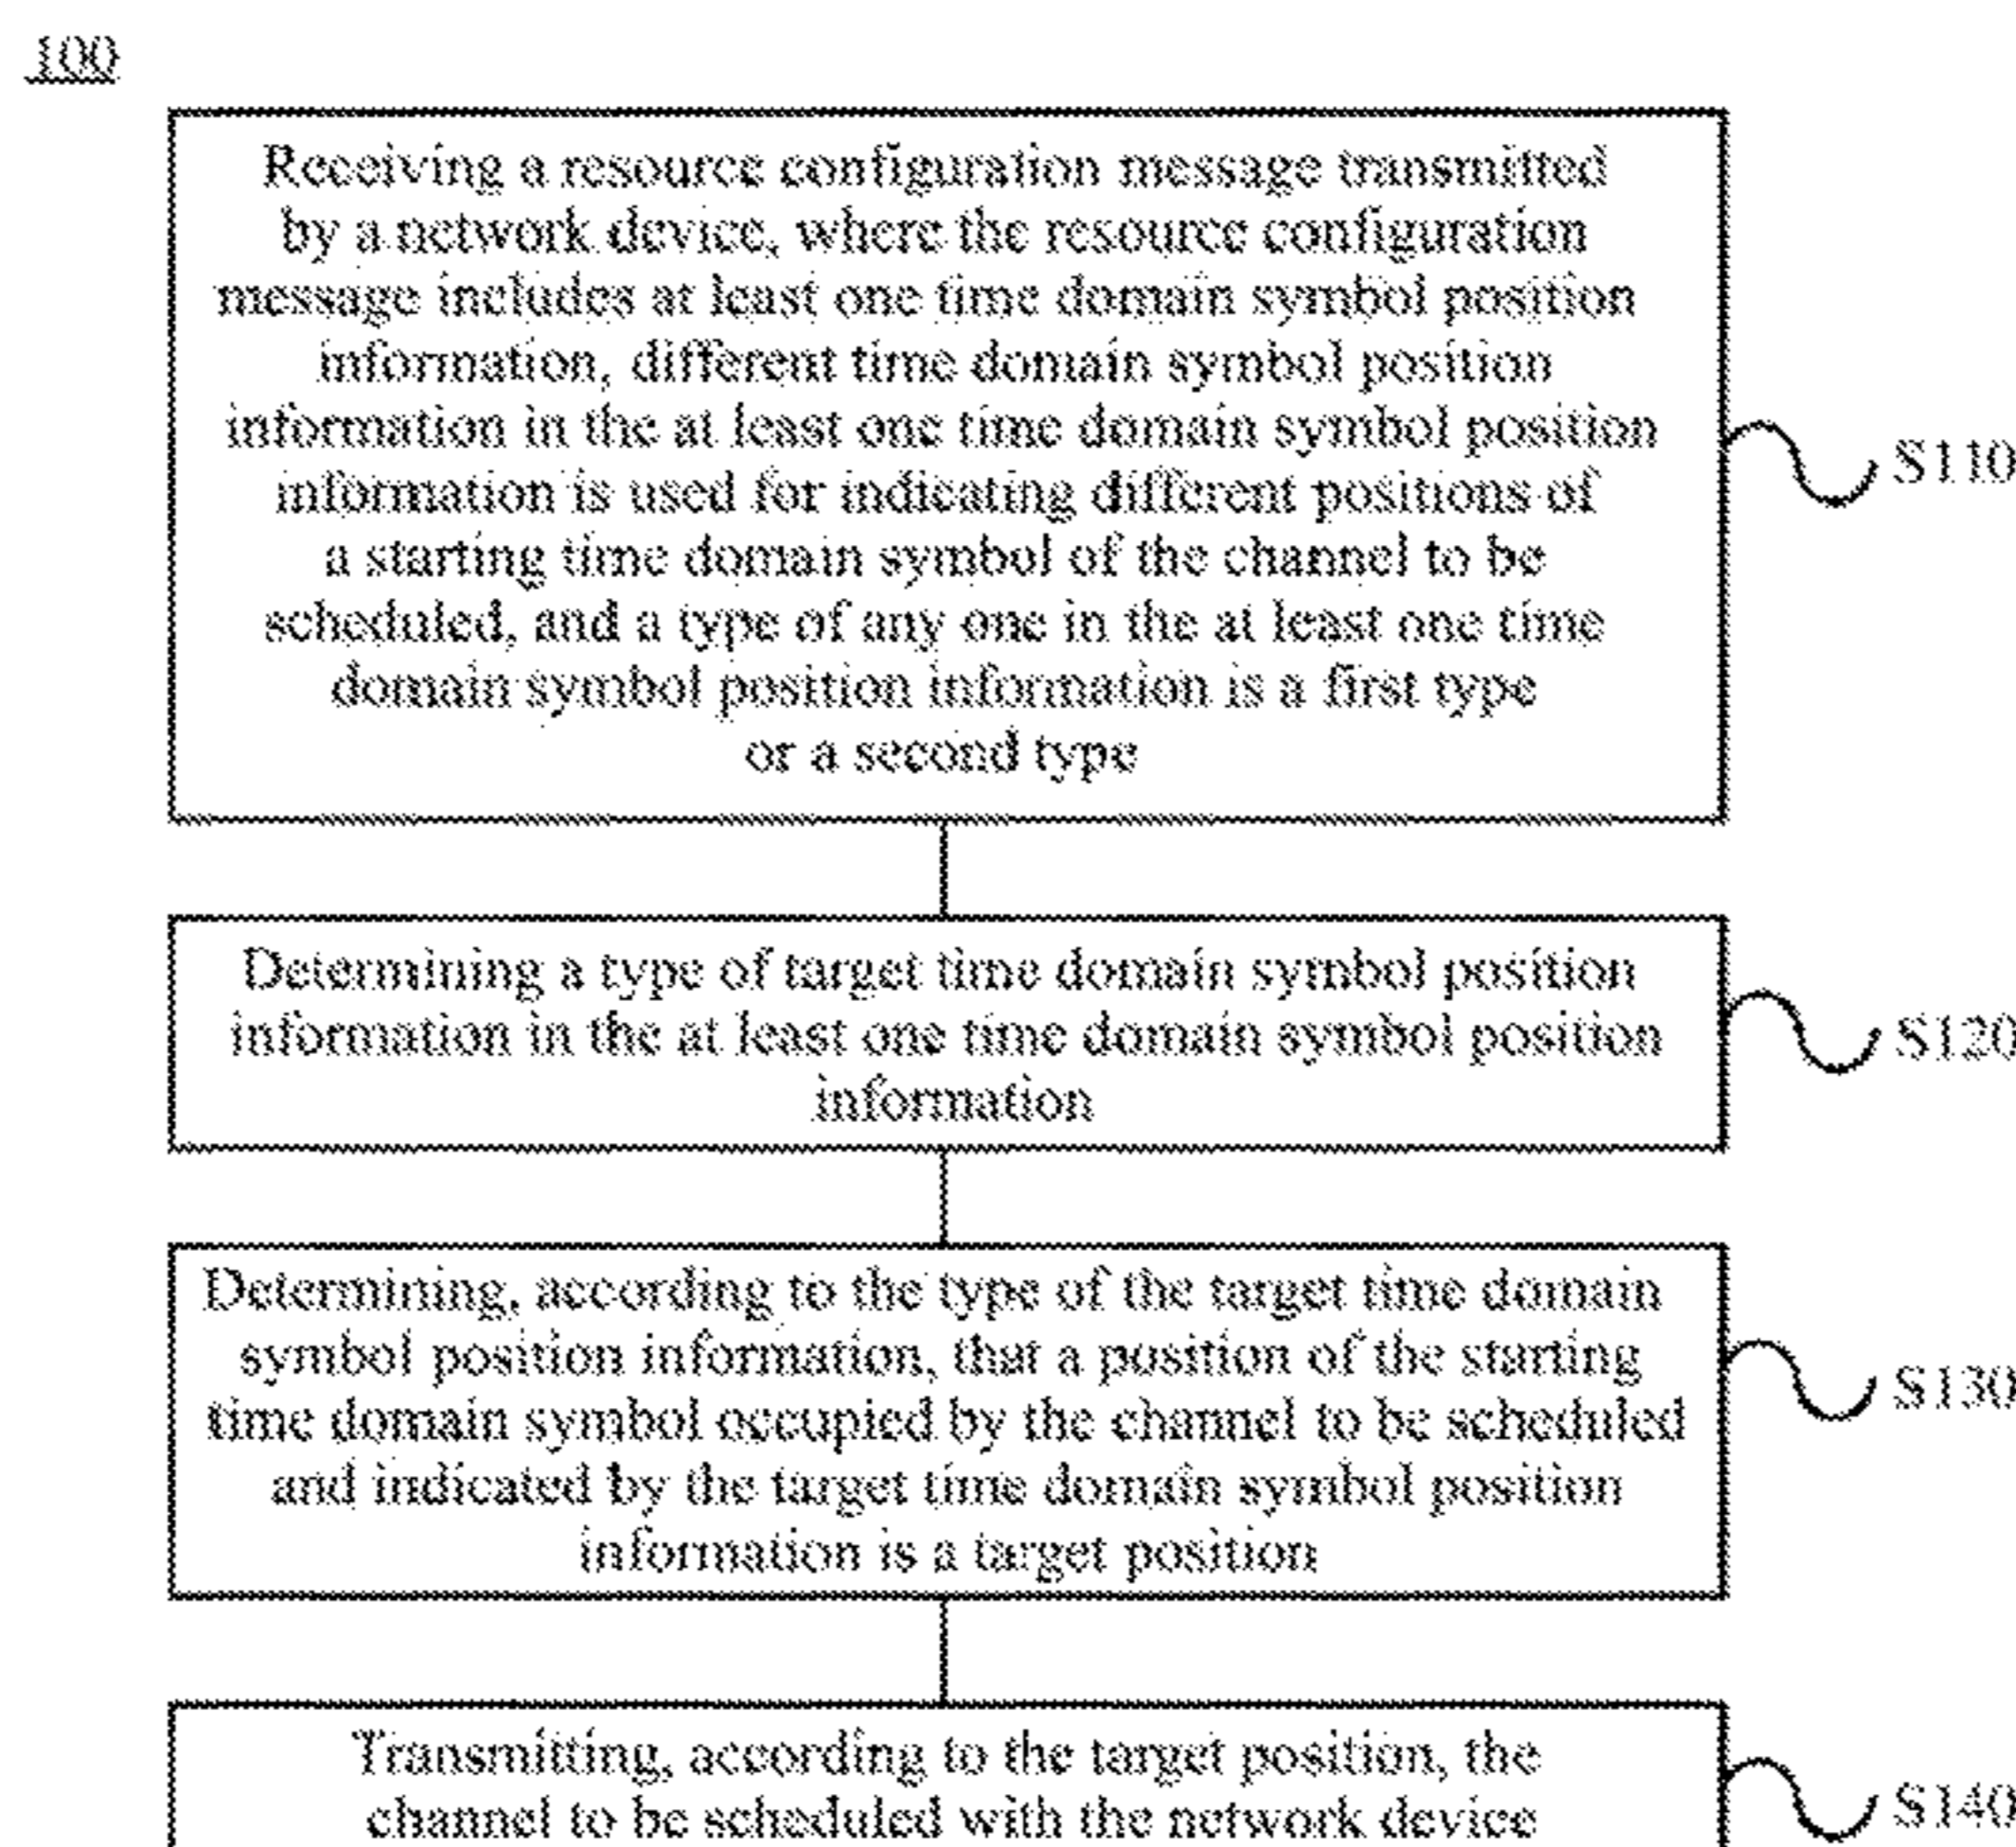 100
Receiving a resource configuration message transmitted
by a network device, where the resource configuration
message includes at least one time domain symbol position
information, different time domain symbol position
information in the at least one time domain symbol position
information is used for indicating different positions of
a starting time domain symbol of the channel to be
scheduled, and a type of any one in the at least one time
domain symbol position information is a first type
or a second type
S110
Determining a type of target time domain symbol position
information in the at least one time domain symbol position
information
S120
Determining, according to the type of the target time domain
symbol position information, that a position of the starting
time domain symbol occupied by the channel to be scheduled
and indicated by the target time domain symbol position
information is a target position
S130
Transmitting, according to the target position, the
channel to be scheduled with the network device
S140